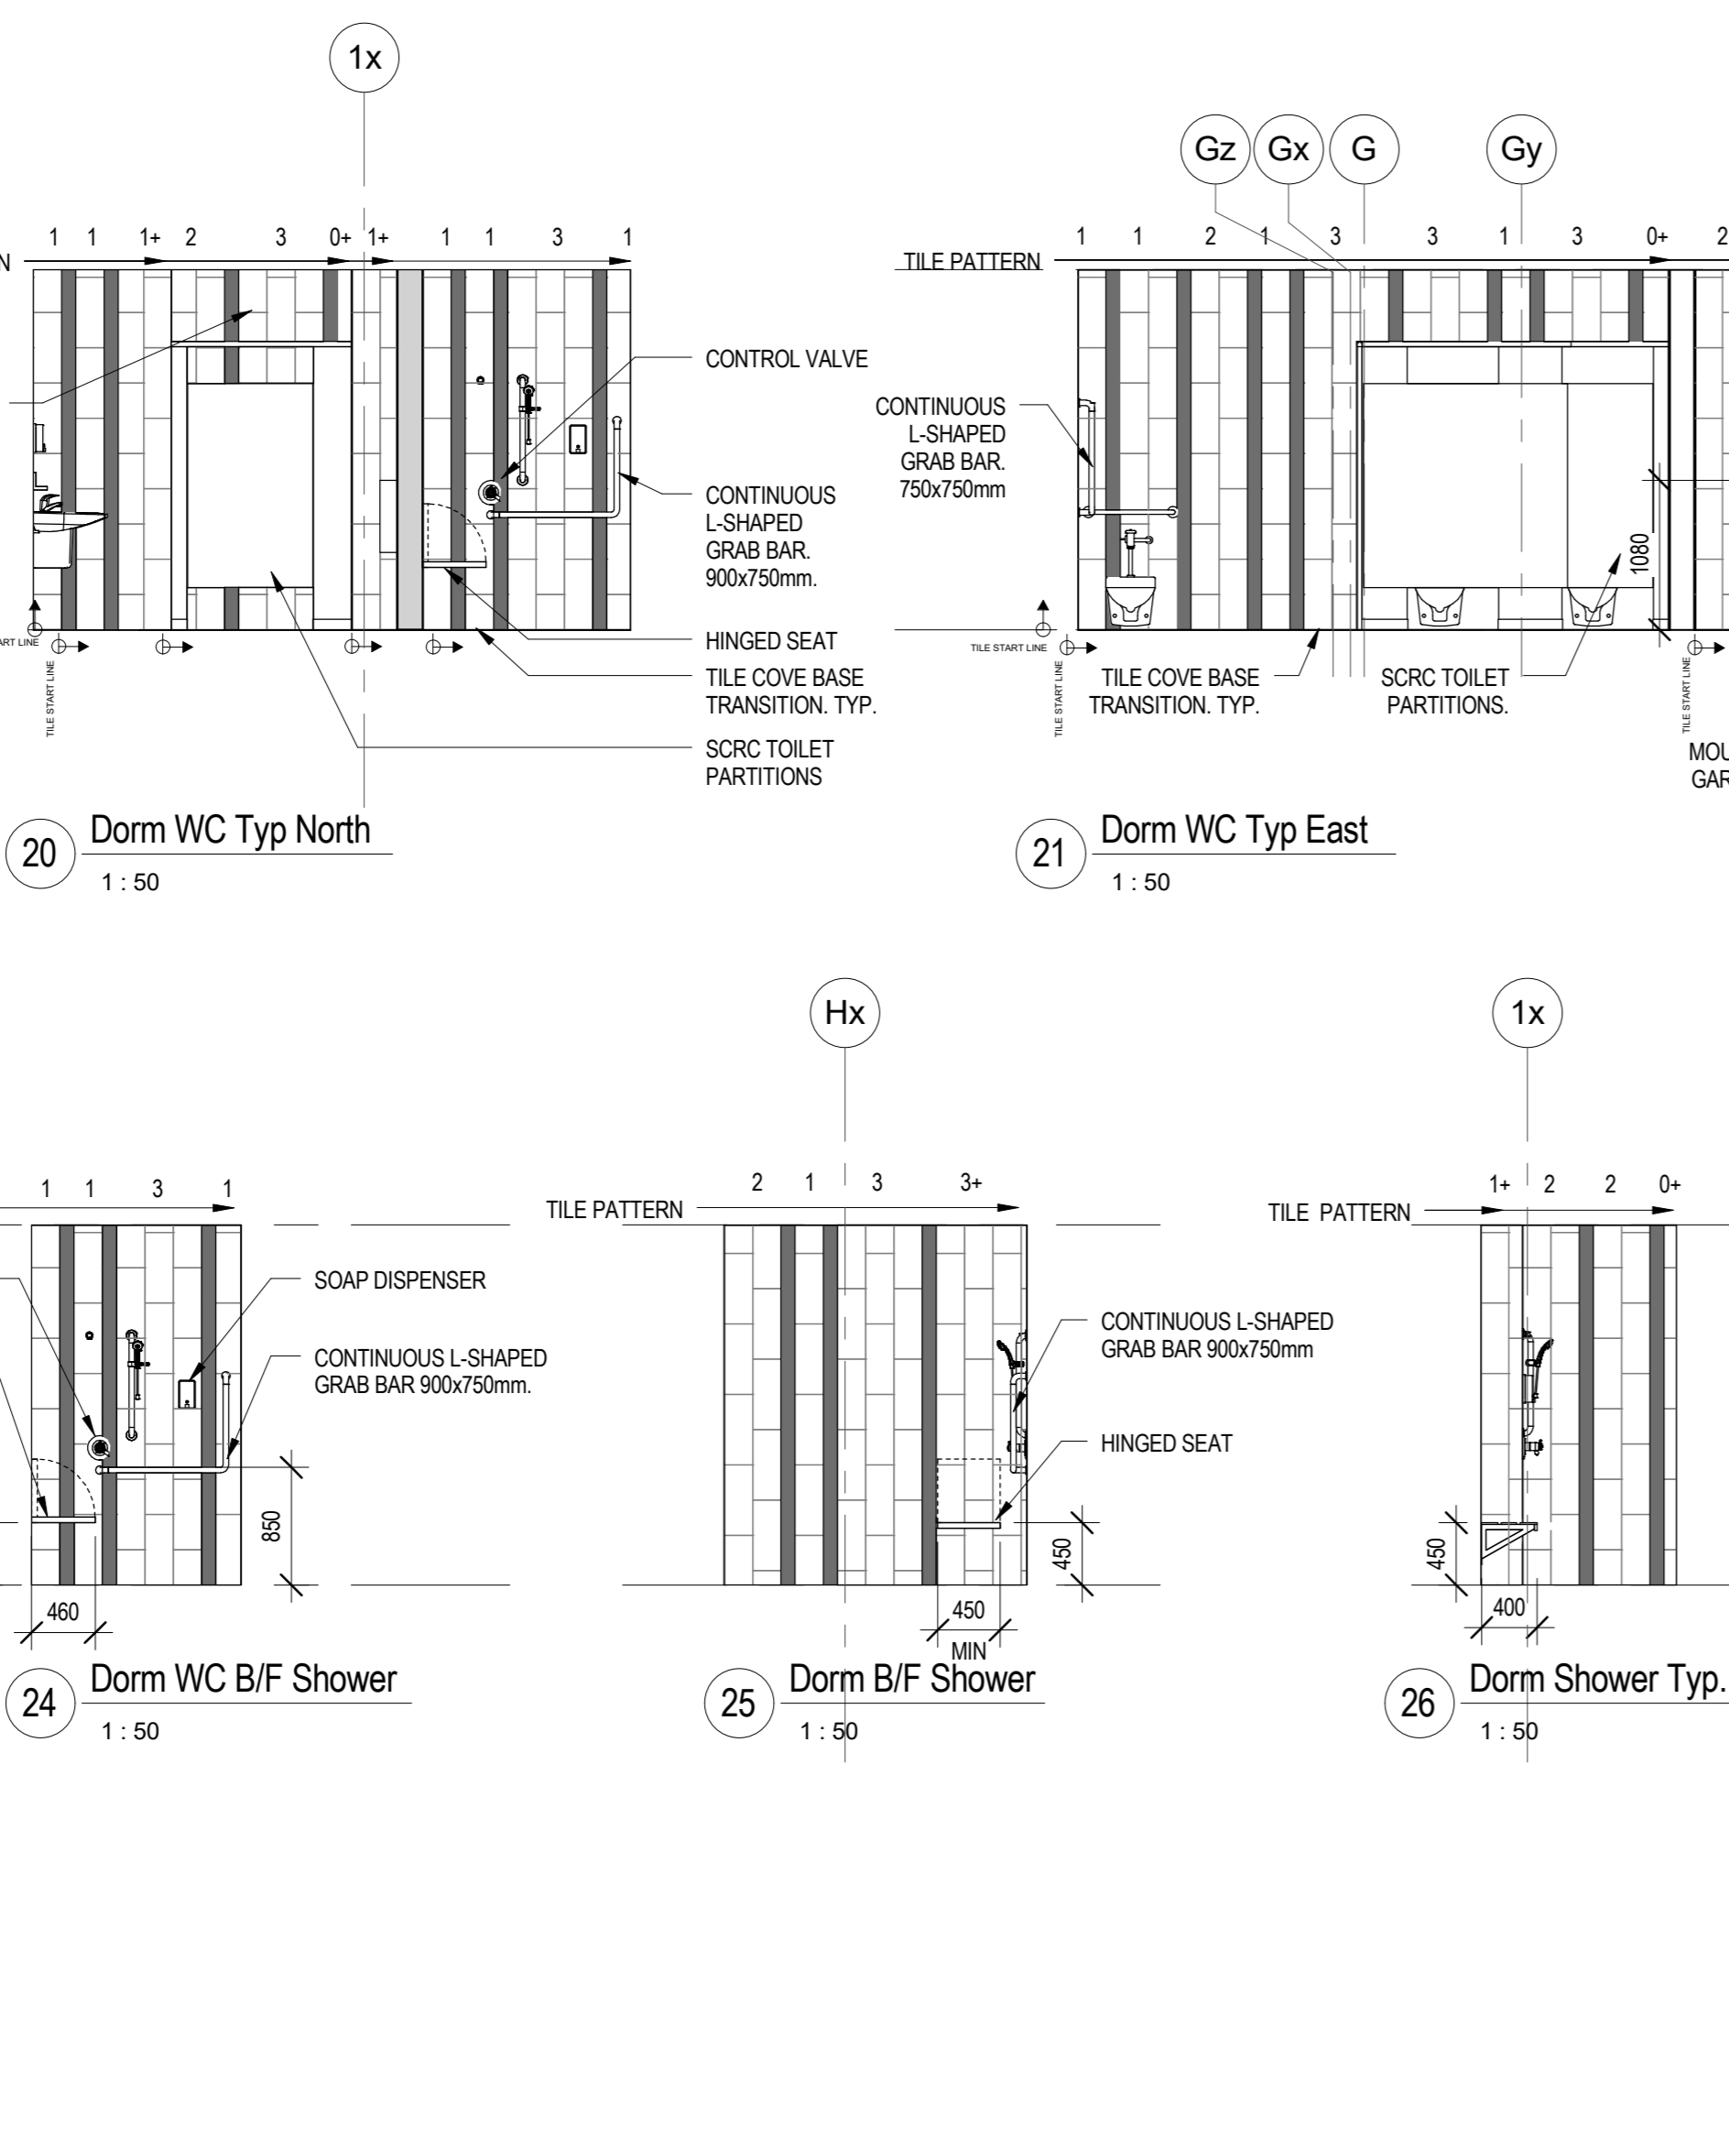 1x
1 1 1+ 2 3 0+ 1+ 1 1 3 1
N
CONTROL VALVE
CONTINUOUS
L-SHAPED
GRAB BAR.
900x750mm.
HINGED SEAT
TILE COVE BASE
TRANSITION. TYP.
SCRC TOILET
PARTITIONS
ART LINE
TILE START LINE
20
Dorm WC Typ North
1 : 50
Gz Gx G Gy
1 1 2 1 3 3 1 3 0+ 2
TILE PATTERN
CONTINUOUS
L-SHAPED
GRAB BAR.
750x750mm
1080
TILE START LINE
TILE START LINE
TILE COVE BASE
TRANSITION. TYP.
SCRC TOILET
PARTITIONS.
TILE START LINE
MOU
GAR
21
Dorm WC Typ East
1 : 50
1 1 3 1
SOAP DISPENSER
CONTINUOUS L-SHAPED
GRAB BAR 900x750mm.
850
460
24
Dorm WC B/F Shower
1 : 50
Hx
2 1 3 3+
TILE PATTERN
CONTINUOUS L-SHAPED
GRAB BAR 900x750mm
HINGED SEAT
450
450
MIN
25
Dorm B/F Shower
1 : 50
1x
1+ 2 2 0+
TILE PATTERN
450
400
26
Dorm Shower Typ.
1 : 50